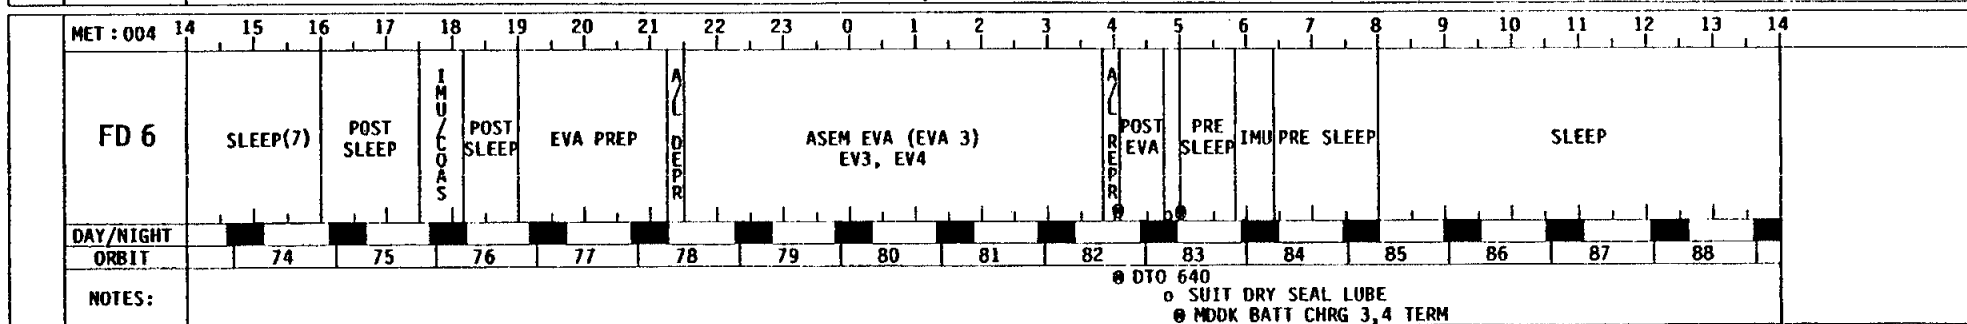 MET : 004 14 15 16 17 18 19 20 21 22 23 0 1 2 3 4 5 6 7 8 9 10 11 12 13 14
FD 6
SLEEP(7)
POST
SLEEP
IMU/COAS
POST
SLEEP
EVA PREP
A/L DEPR
ASEM EVA (EVA 3)
EV3, EV4
A/L REPR
POST
EVA
PRE
SLEEP
IMU
PRE SLEEP
SLEEP
DAY/NIGHT
ORBIT 74 75 76 77 78 79 80 81 82 83 84 85 86 87 88
NOTES:
DTO 640
o SUIT DRY SEAL LUBE
MDDK BATT CHRG 3,4 TERM